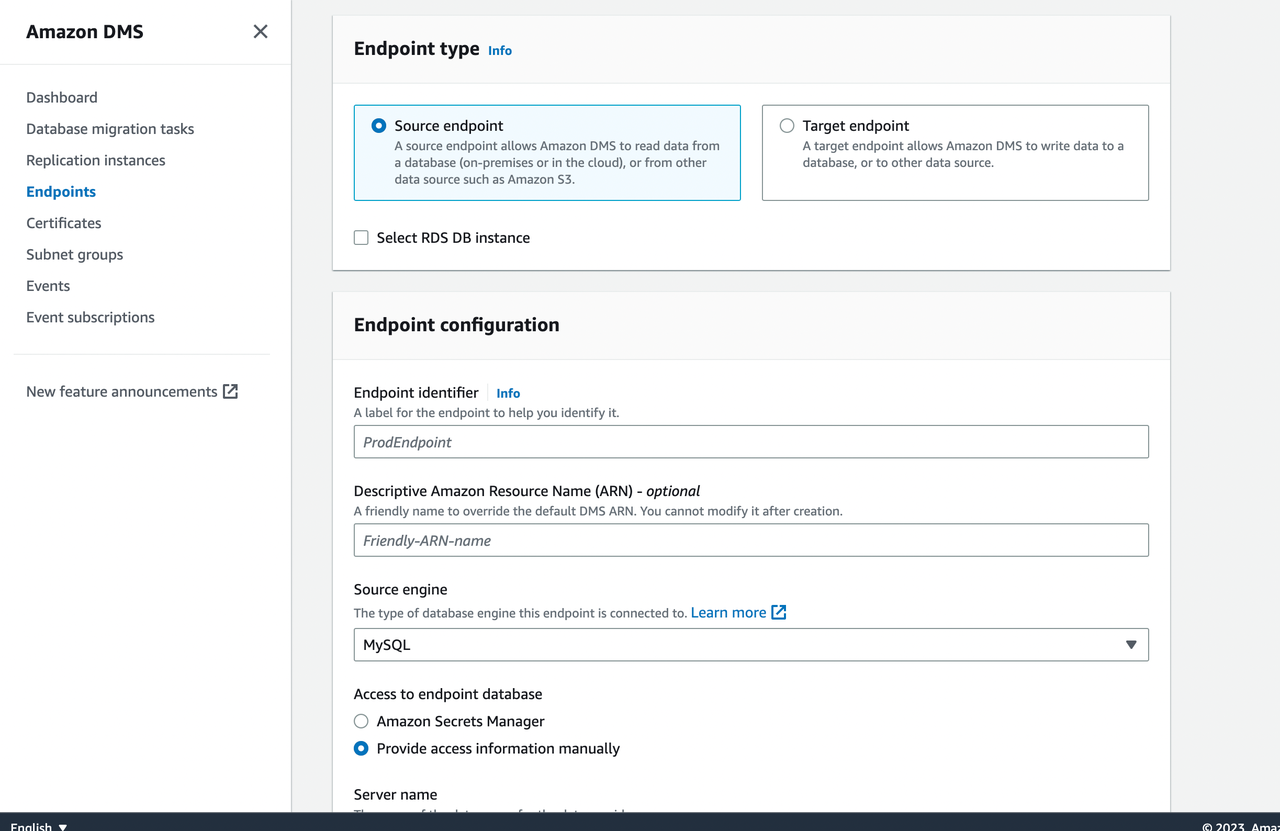 Amazon DMS
Dashboard
Database migration tasks
Replication instances
Endpoints
Certificates
Subnet groups
Events
Event subscriptions
New feature announcements
Endpoint type Info
Source endpoint
A source endpoint allows Amazon DMS to read data from
a database (on-premises or in the cloud), or from other
data source such as Amazon S3.
Target endpoint
A target endpoint allows Amazon DMS to write data to a
database, or to other data source.
Select RDS DB instance
Endpoint configuration
Endpoint identifier Info
A label for the endpoint to help you identify it.
ProdEndpoint
Descriptive Amazon Resource Name (ARN) - optional
A friendly name to override the default DMS ARN. You cannot modify it after creation.
Friendly-ARN-name
Source engine
The type of database engine this endpoint is connected to. Learn more
MySQL
Access to endpoint database
Amazon Secrets Manager
Provide access information manually
Server name
English
© 2023, Amaz